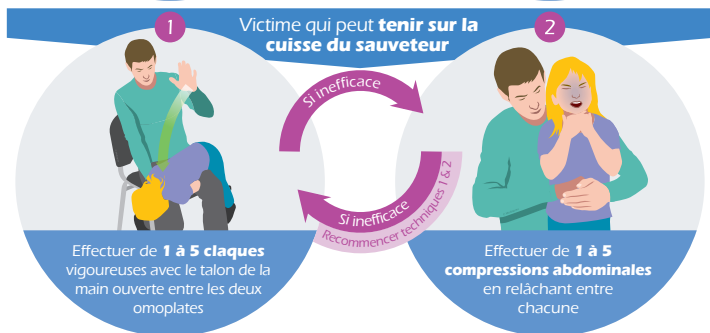 Victime qui peut tenir sur la
cuisse du sauveteur
1
2
Si inefficace
Si inefficace
Recommencer techniques 1 & 2
Effectuer de 1 à 5 claques
vigoureuses avec le talon de la
main ouverte entre les deux
omoplates
Effectuer de 1 à 5
compressions abdominales
en relâchant entre
chacune